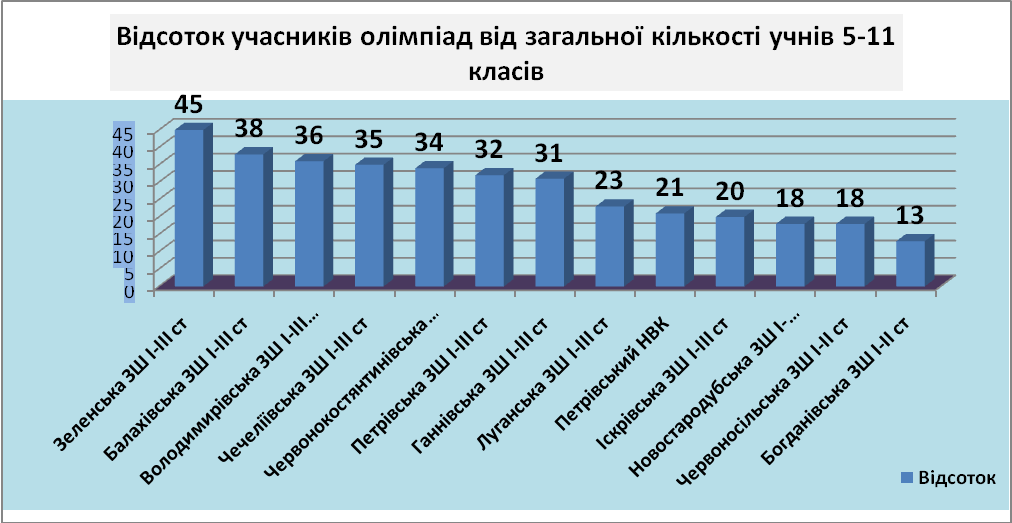 Відсоток учасників олімпіад від загальної кількості учнів 5-11
класів
45
38
36
35
34
32
31
23
21
20
18
18
13
45
40
35
30
25
20
15
10
5
0
Зеленська ЗШ І-ІІІ ст
Балахівська ЗШ І-ІІІ ст
Володимирівська ЗШ І-ІІІ...
Чечеліївська ЗШ І-ІІІ ст
Червонокостянтинівська...
Петрівська ЗШ І-ІІІ ст
Ганнівська ЗШ І-ІІІ ст
Луганська ЗШ І-ІІІ ст
Петрівський НВК
Іскрівська ЗШ І-ІІІ ст
Новостародубська ЗШ І-...
Червоносільська ЗШ І-ІІ ст
Богданівська ЗШ І-ІІ ст
Відсоток